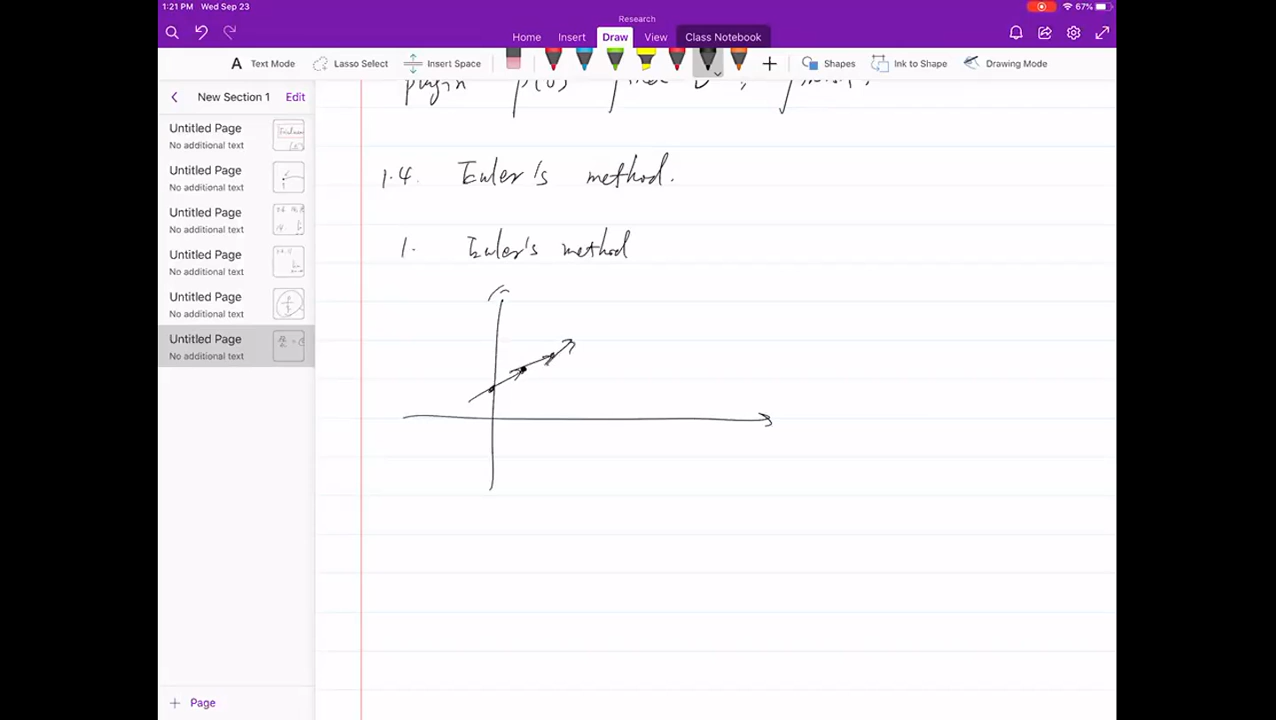 1:21 PM Wed Sep 23
67%
Research
Home Insert Draw View Class Notebook
A Text Mode Lasso Select Insert Space Shapes Ink to Shape Drawing Mode
New Section 1 Edit
Untitled Page
No additional text
Untitled Page
No additional text
Untitled Page
No additional text
Untitled Page
No additional text
Untitled Page
No additional text
Untitled Page
No additional text
Page
plugin
1.4. Euler's method.
1. Euler's method